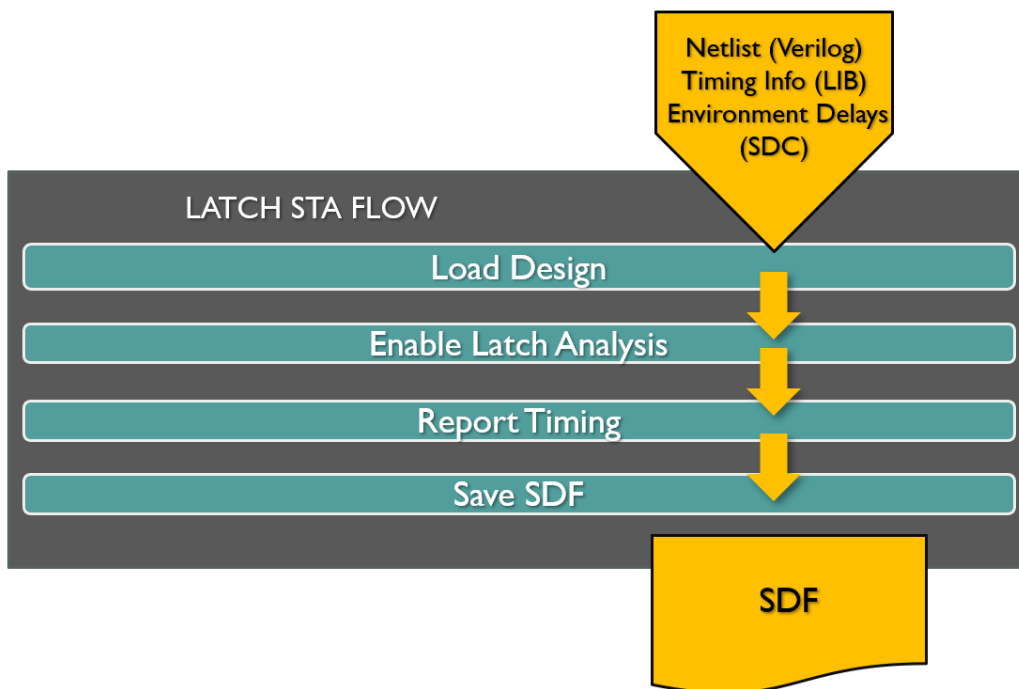 Netlist (Verilog)
Timing Info (LIB)
Environment Delays
(SDC)
LATCH STA FLOW
Load Design
Enable Latch Analysis
Report Timing
Save SDF
SDF